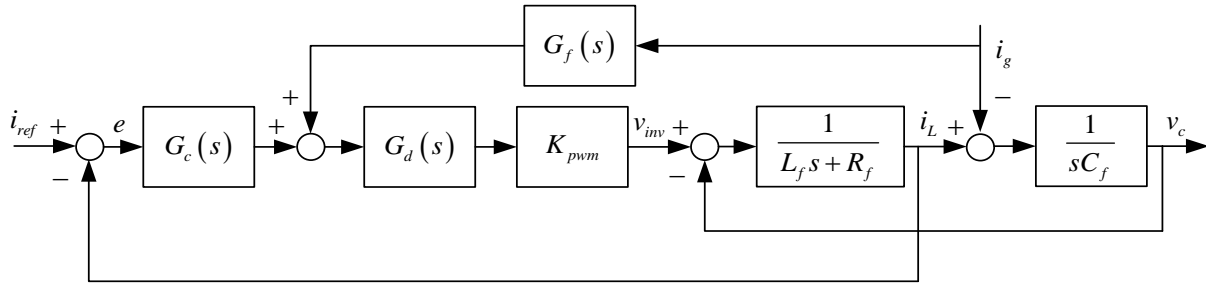 G_f(s)
i_g
+
−
i_ref
+
e
G_c(s)
+
G_d(s)
K_pwm
v_inv
+
1
L_f s + R_f
i_L
+
1
sC_f
v_c
−
−